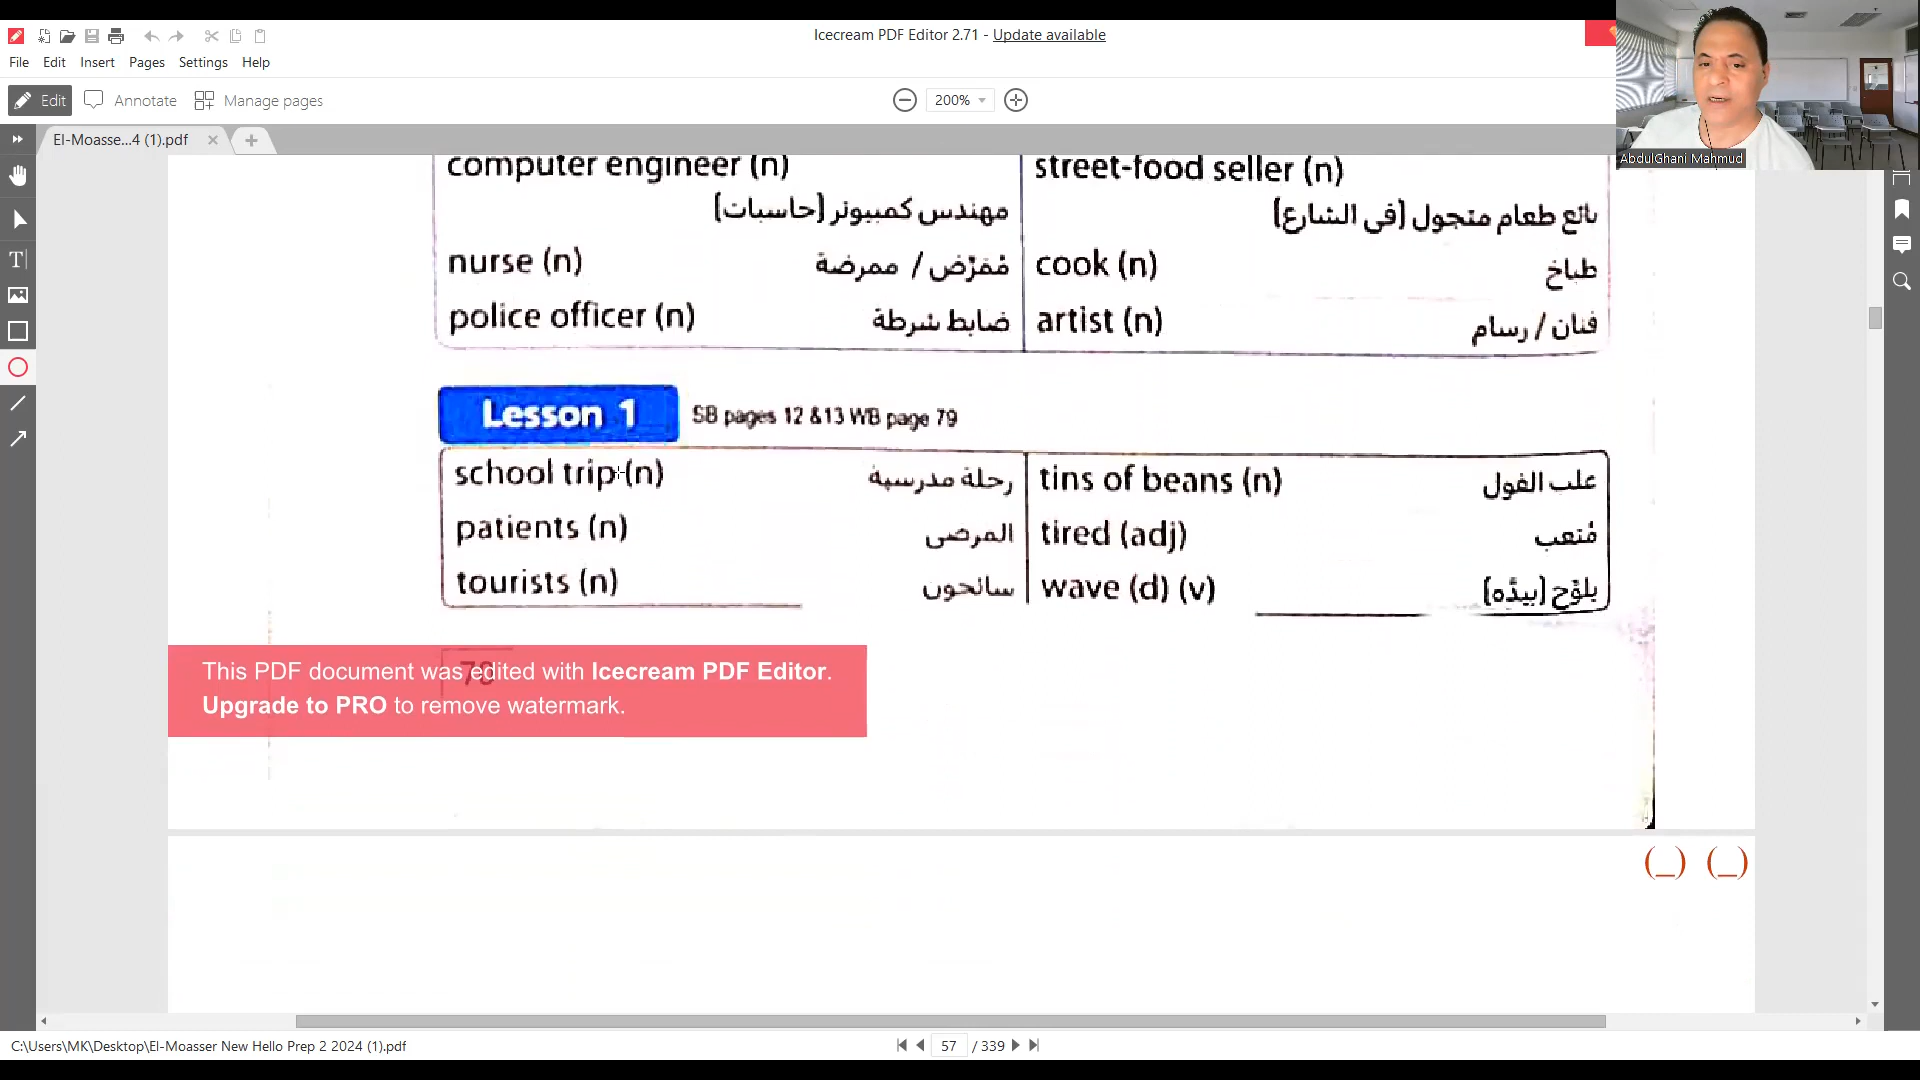 Icecream PDF Editor 2.71 - Update available
File Edit Insert Pages Settings Help
Edit Annotate Manage pages
200%
AbdulGhani Mahmud
El-Moasse...4 (1).pdf
computer engineer (n) مهندس كمبيوتر [حاسبات]
street-food seller (n) بائع طعام متجول [فى الشارع]
nurse (n) مُمَرِّض / ممرضة
cook (n) طباخ
police officer (n) ضابط شرطة
artist (n) فنان / رسام
Lesson 1 SB pages 12 &13 WB page 79
school trip (n) رحلة مدرسية
tins of beans (n) علب الفول
patients (n) المرضى
tired (adj) مُتعب
tourists (n) سائحون
wave (d) (v) يلوِّح [بيدِّه]
78
This PDF document was edited with Icecream PDF Editor.
Upgrade to PRO to remove watermark.
(_) (_)
C:\Users\MK\Desktop\El-Moasser New Hello Prep 2 2024 (1).pdf
57 / 339